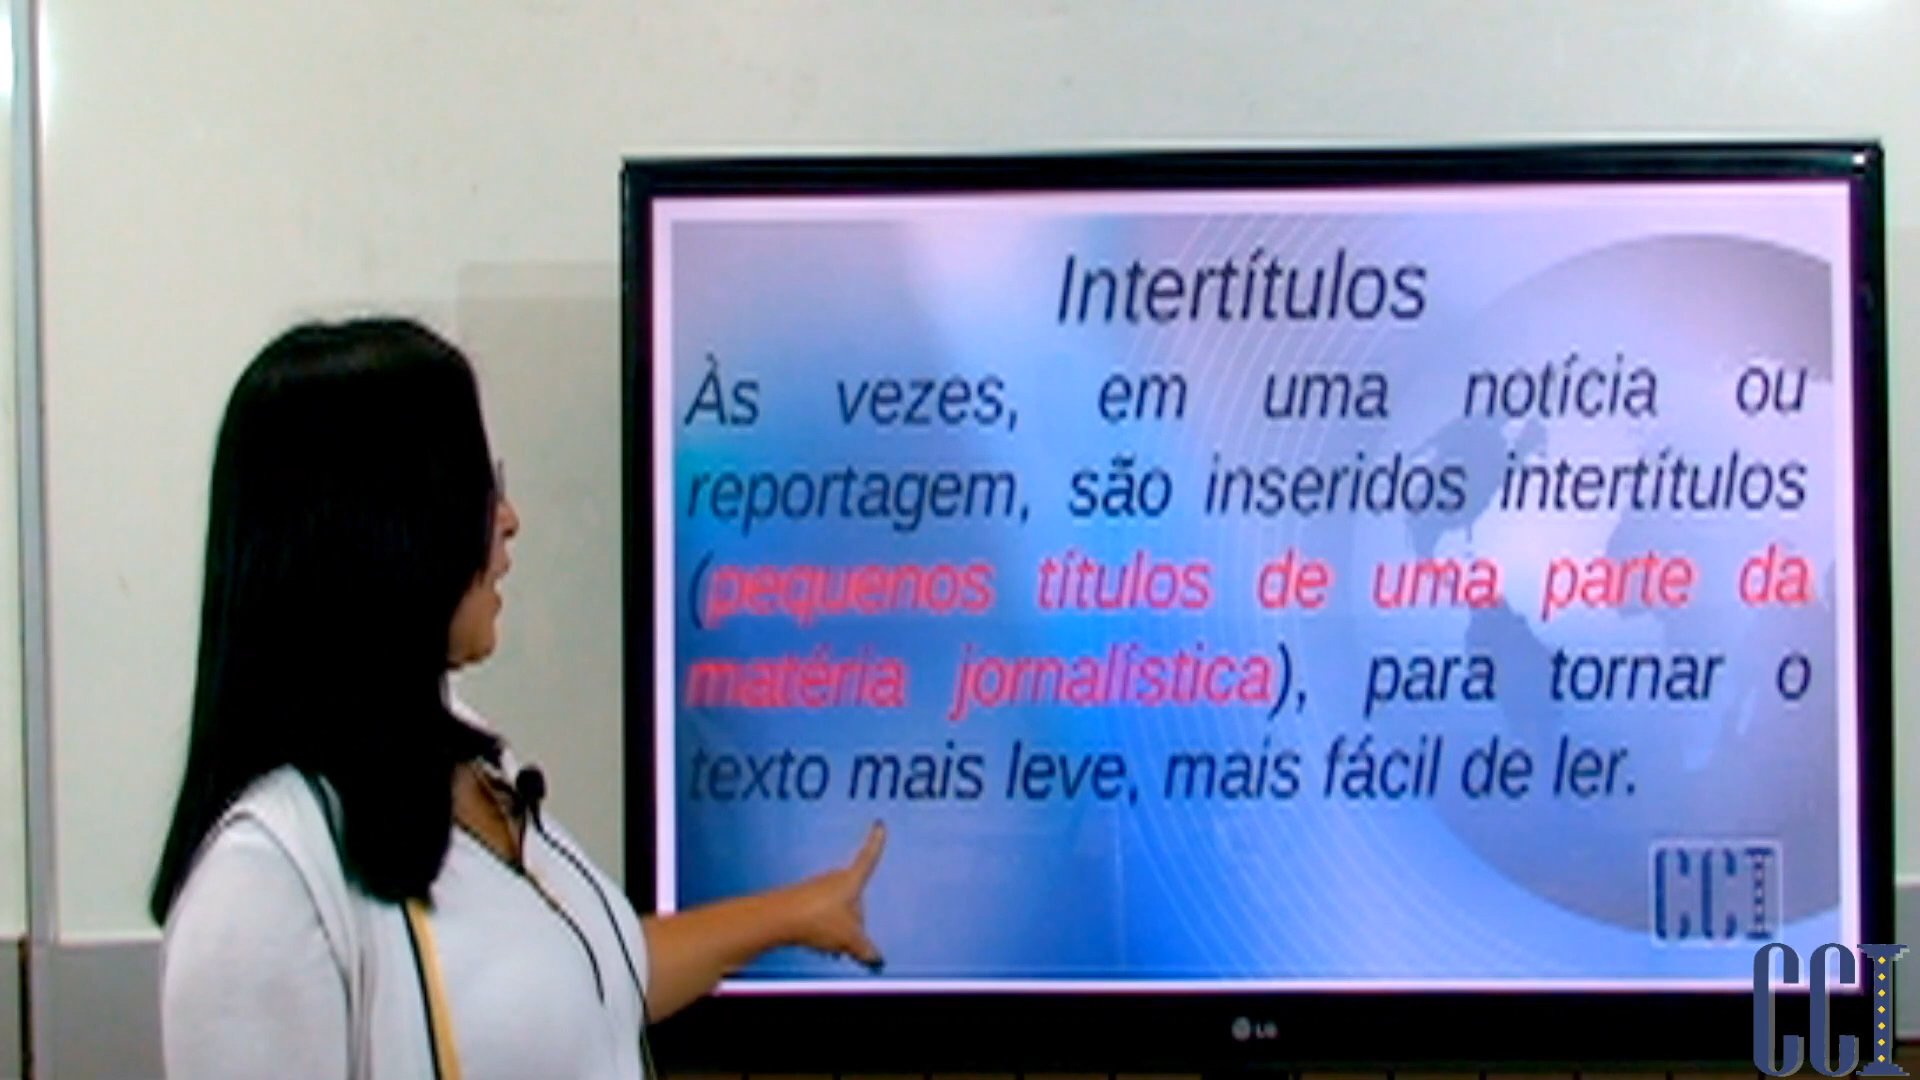 Intertítulos
Às vezes, em uma notícia ou
reportagem, são inseridos intertítulos
(pequenos títulos de uma parte da
matéria jornalística), para tornar o
texto mais leve, mais fácil de ler.
CCI
CCI
LG